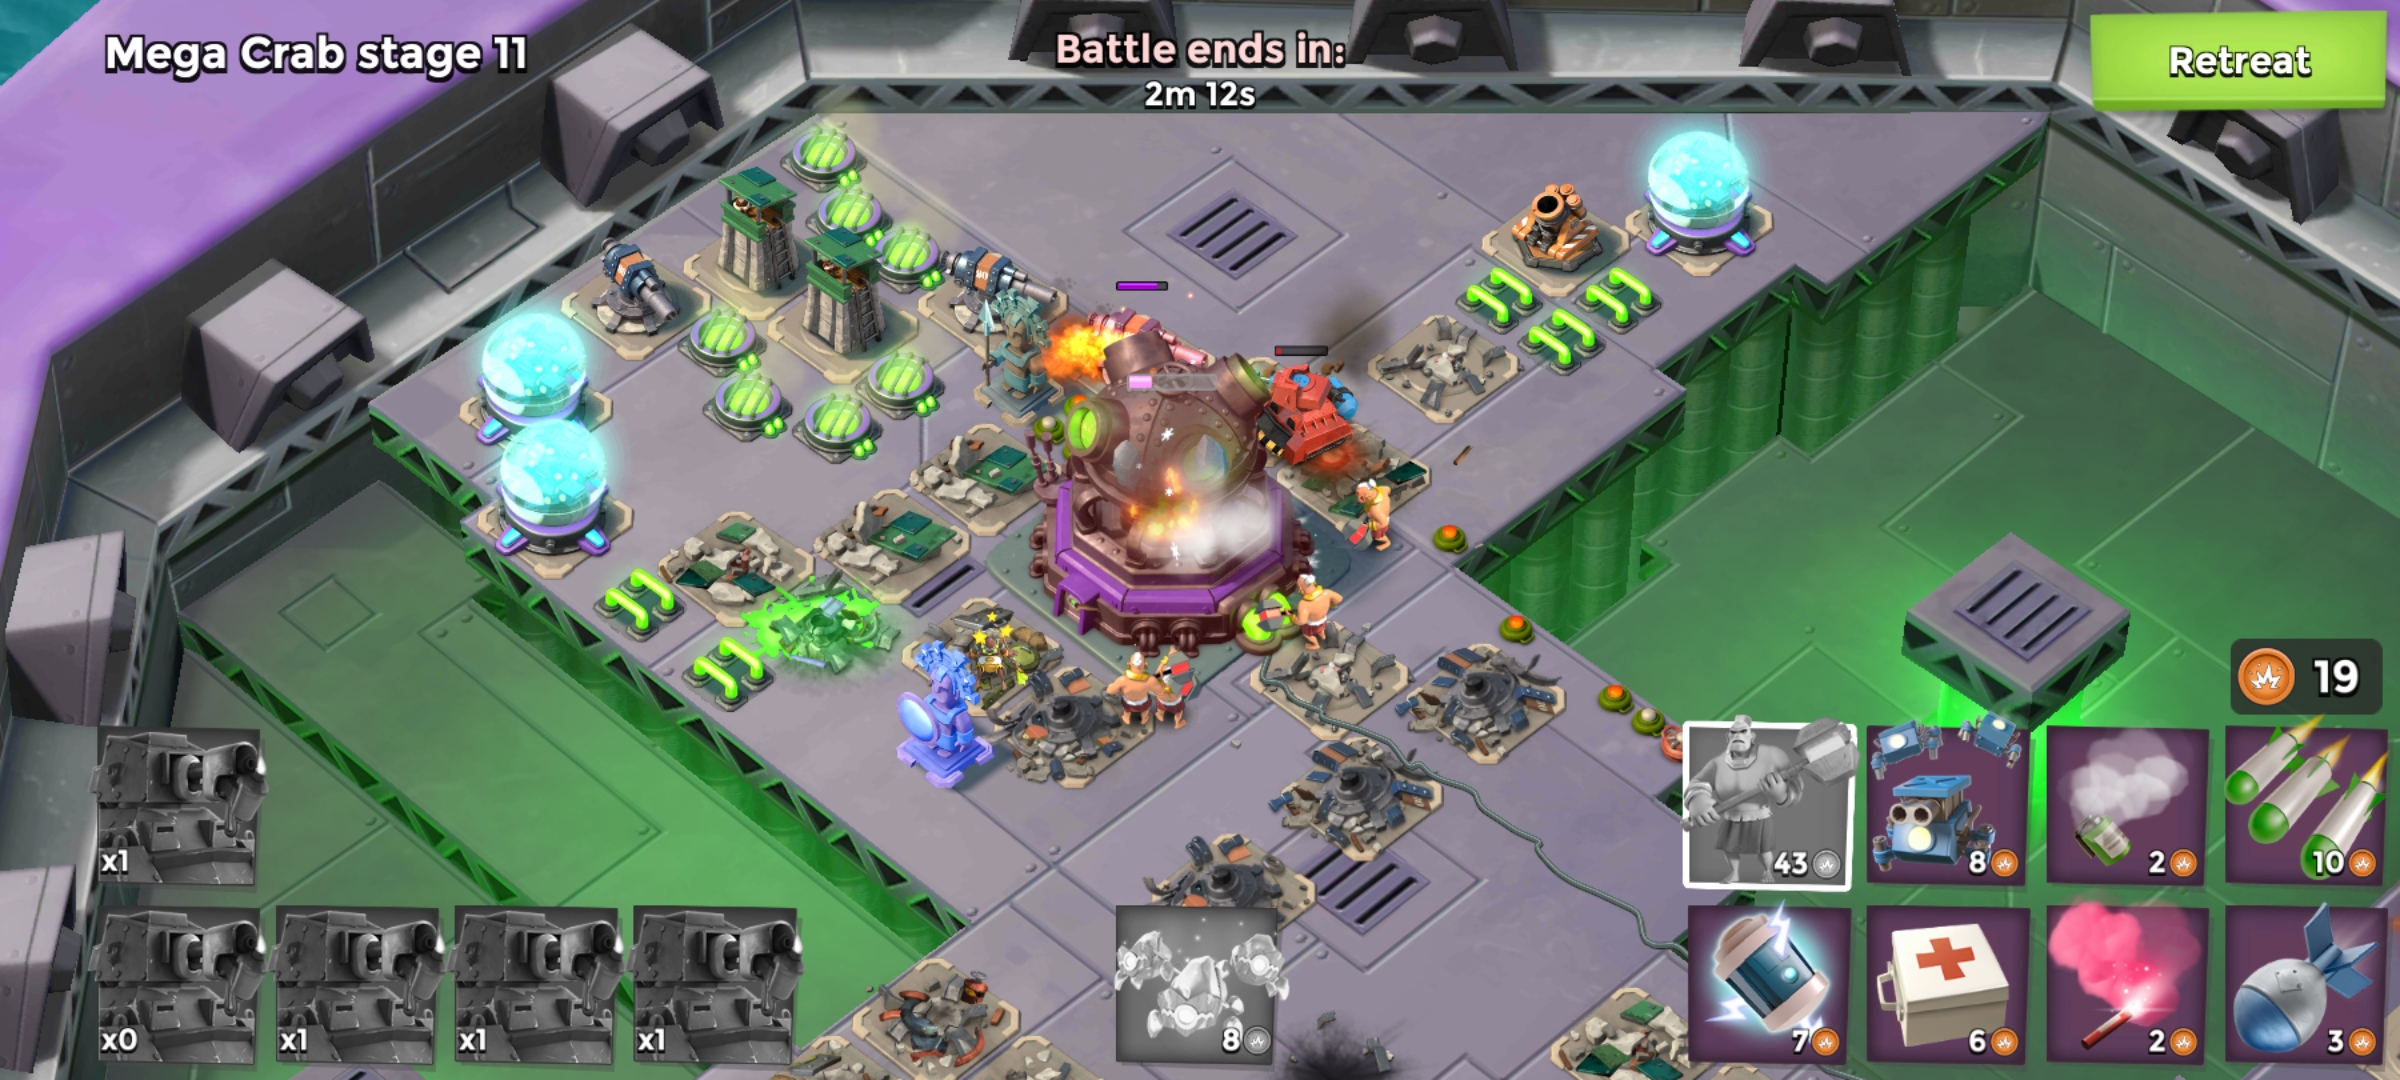 Mega Crab stage 11
Battle ends in:
2m 12s
Retreat
19
x1
43
8
2
10
x0
x1
x1
x1
8
7
6
2
3